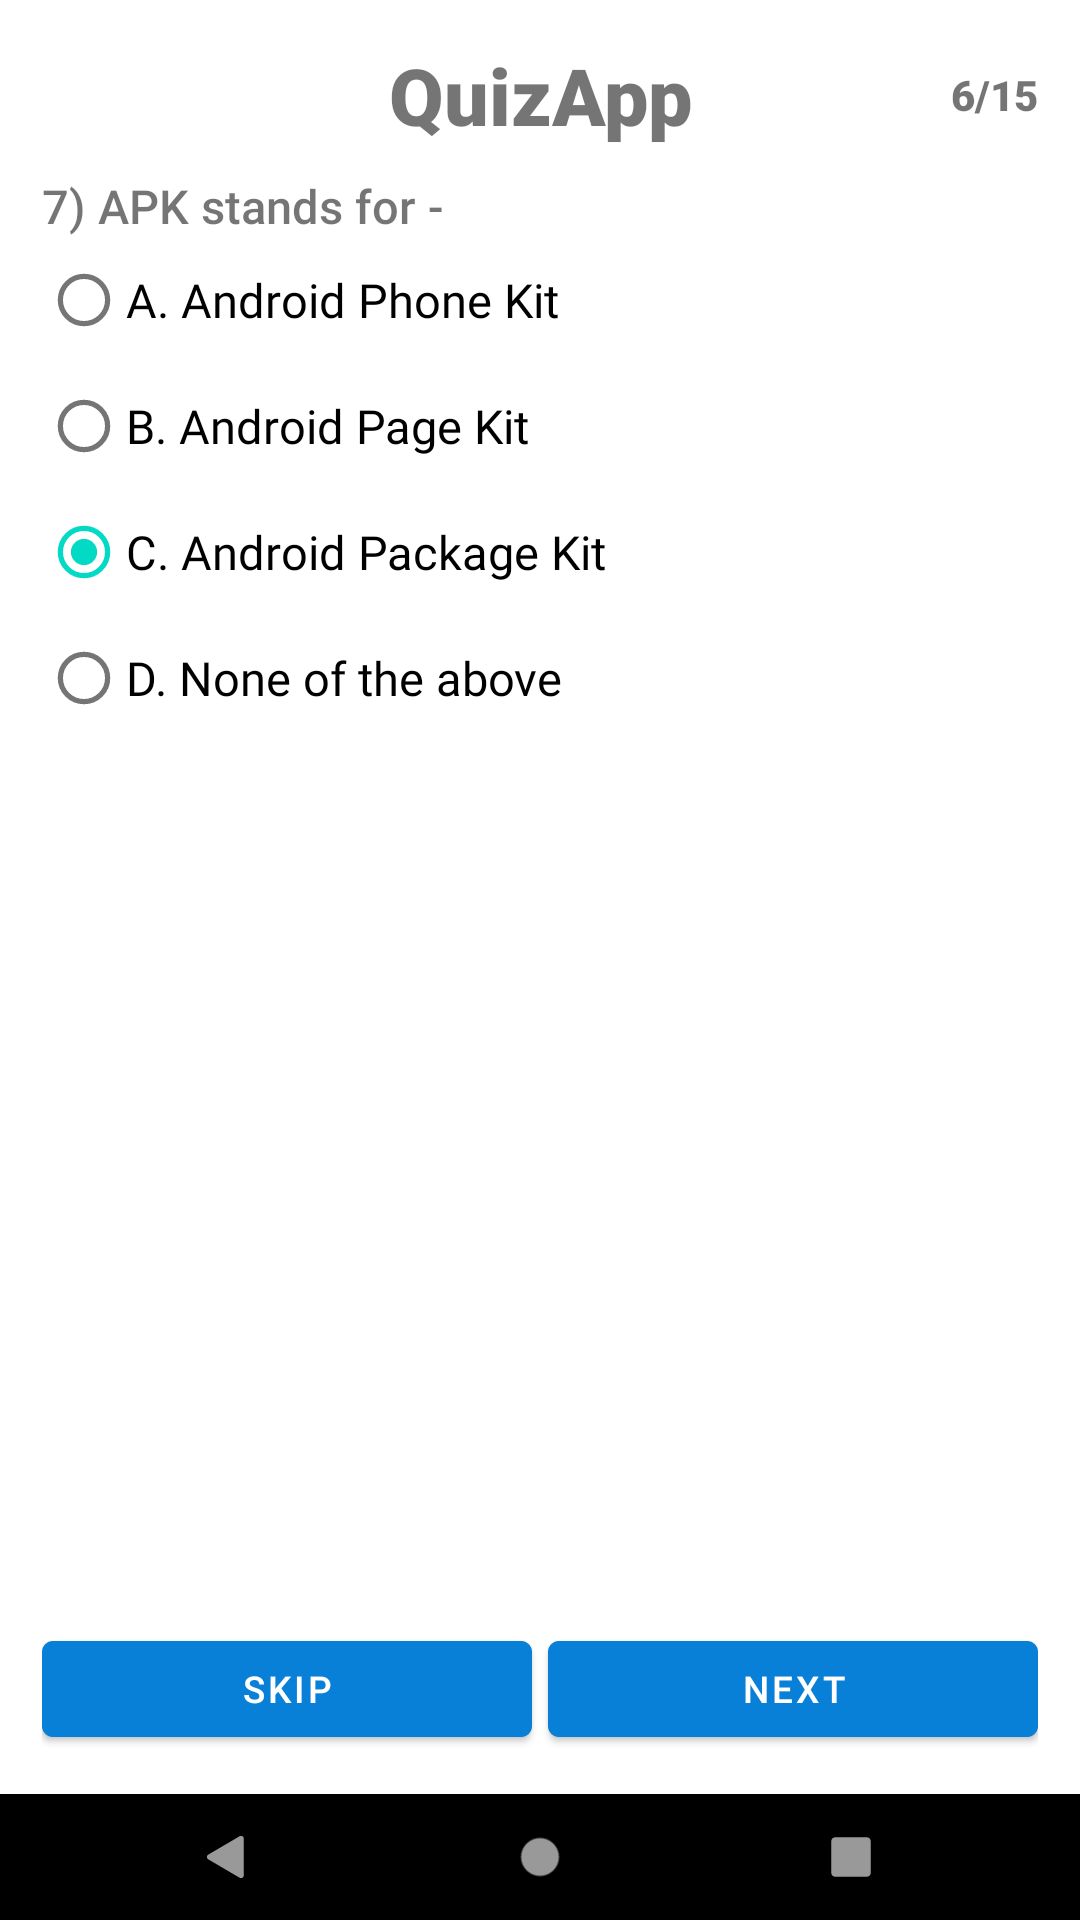 QuizApp
6/15
7) APK stands for -
A. Android Phone Kit
B. Android Page Kit
C. Android Package Kit
D. None of the above
SKIP
NEXT